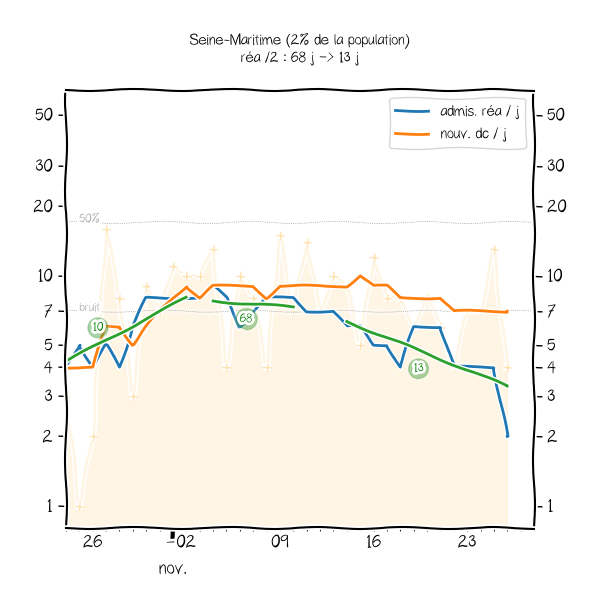 Seine-Maritime (2% de la population)
réa /2 : 68 j -> 13 j
admis. réa / j
nouv. dc / j
50 50
30 30
20 20
50%
10 10
bruit
7 7
10
68
5 5
13
4 4
3 3
2 2
1 1
26 02 09 16 23
nov.